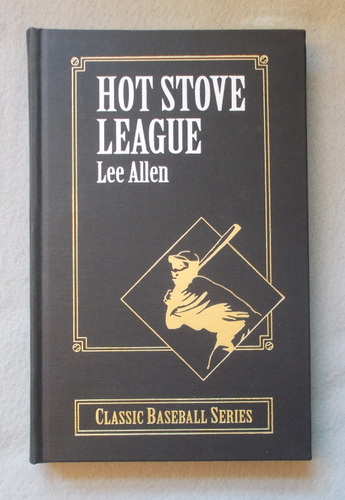 HOT STOVE
LEAGUE
Lee Allen
CLASSIC BASEBALL SERIES